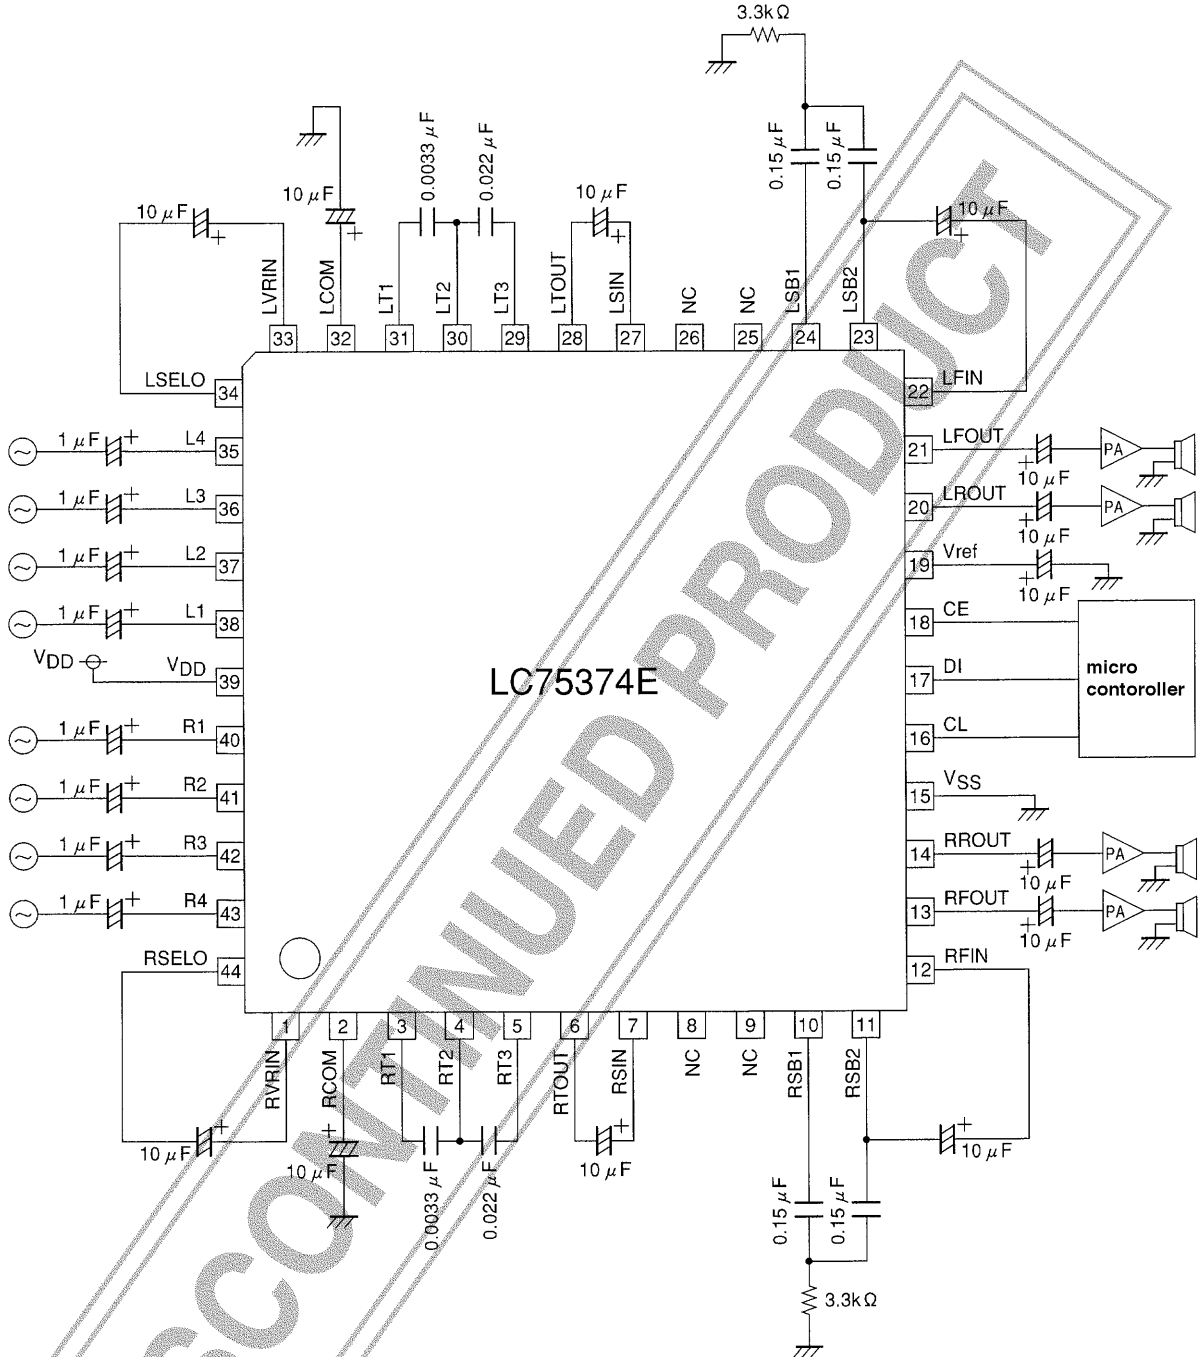 3.3kΩ
0.0033 μF
0.022 μF
0.15 μF
0.15 μF
10 μF
10 μF
10 μF
10 μF
+
+
+
+
LVRIN
LCOM
LT1
LT2
LT3
LTOUT
LSIN
NC
NC
LSB1
LSB2
33
32
31
30
29
28
27
26
25
24
23
LSELO
34
22
LFIN
1 μF
+
L4
35
21
LFOUT
+
10 μF
PA
1 μF
+
L3
36
20
LROUT
+
10 μF
PA
1 μF
+
L2
37
19
Vref
+
10 μF
1 μF
+
L1
38
18
CE
VDD
VDD
39
LC75374E
17
DI
micro
contoroller
1 μF
+
R1
40
16
CL
1 μF
+
R2
41
15
VSS
1 μF
+
R3
42
14
RROUT
+
10 μF
PA
1 μF
+
R4
43
13
RFOUT
+
10 μF
PA
RSELO
44
12
RFIN
1
2
3
4
5
6
7
8
9
10
11
RVRIN
RCOM
RT1
RT2
RT3
RTOUT
RSIN
NC
NC
RSB1
RSB2
+
+
+
+
10 μF
10 μF
10 μF
10 μF
0.0033 μF
0.022 μF
0.15 μF
0.15 μF
3.3kΩ
SCONTINUED PRODUCT